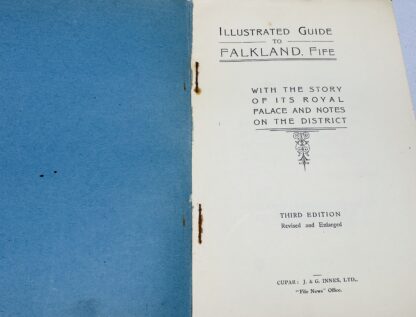 ILLUSTRATED GUIDE
TO
FALKLAND, FIFE
WITH THE STORY
OF ITS ROYAL
PALACE AND NOTES
ON THE DISTRICT
THIRD EDITION
Revised and Enlarged
CUPAR: J. & G. INNES, LTD.,
"Fife News" Office.